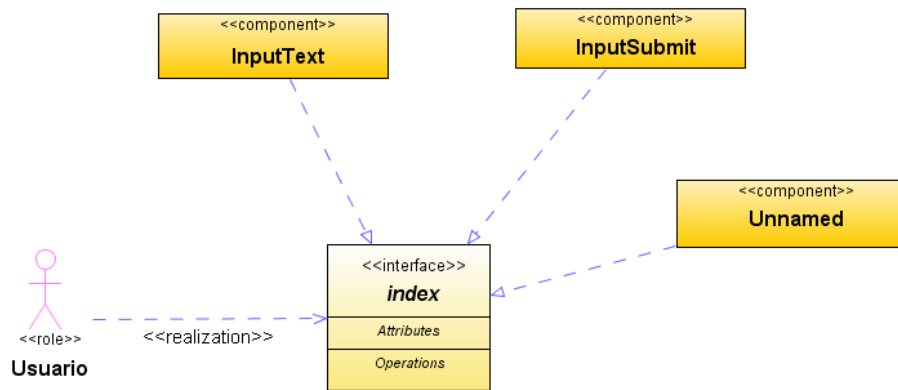 <<component>>
InputText
<<component>>
InputSubmit
<<component>>
Unnamed
<<interface>>
index
Attributes
Operations
<<realization>>
<<role>>
Usuario